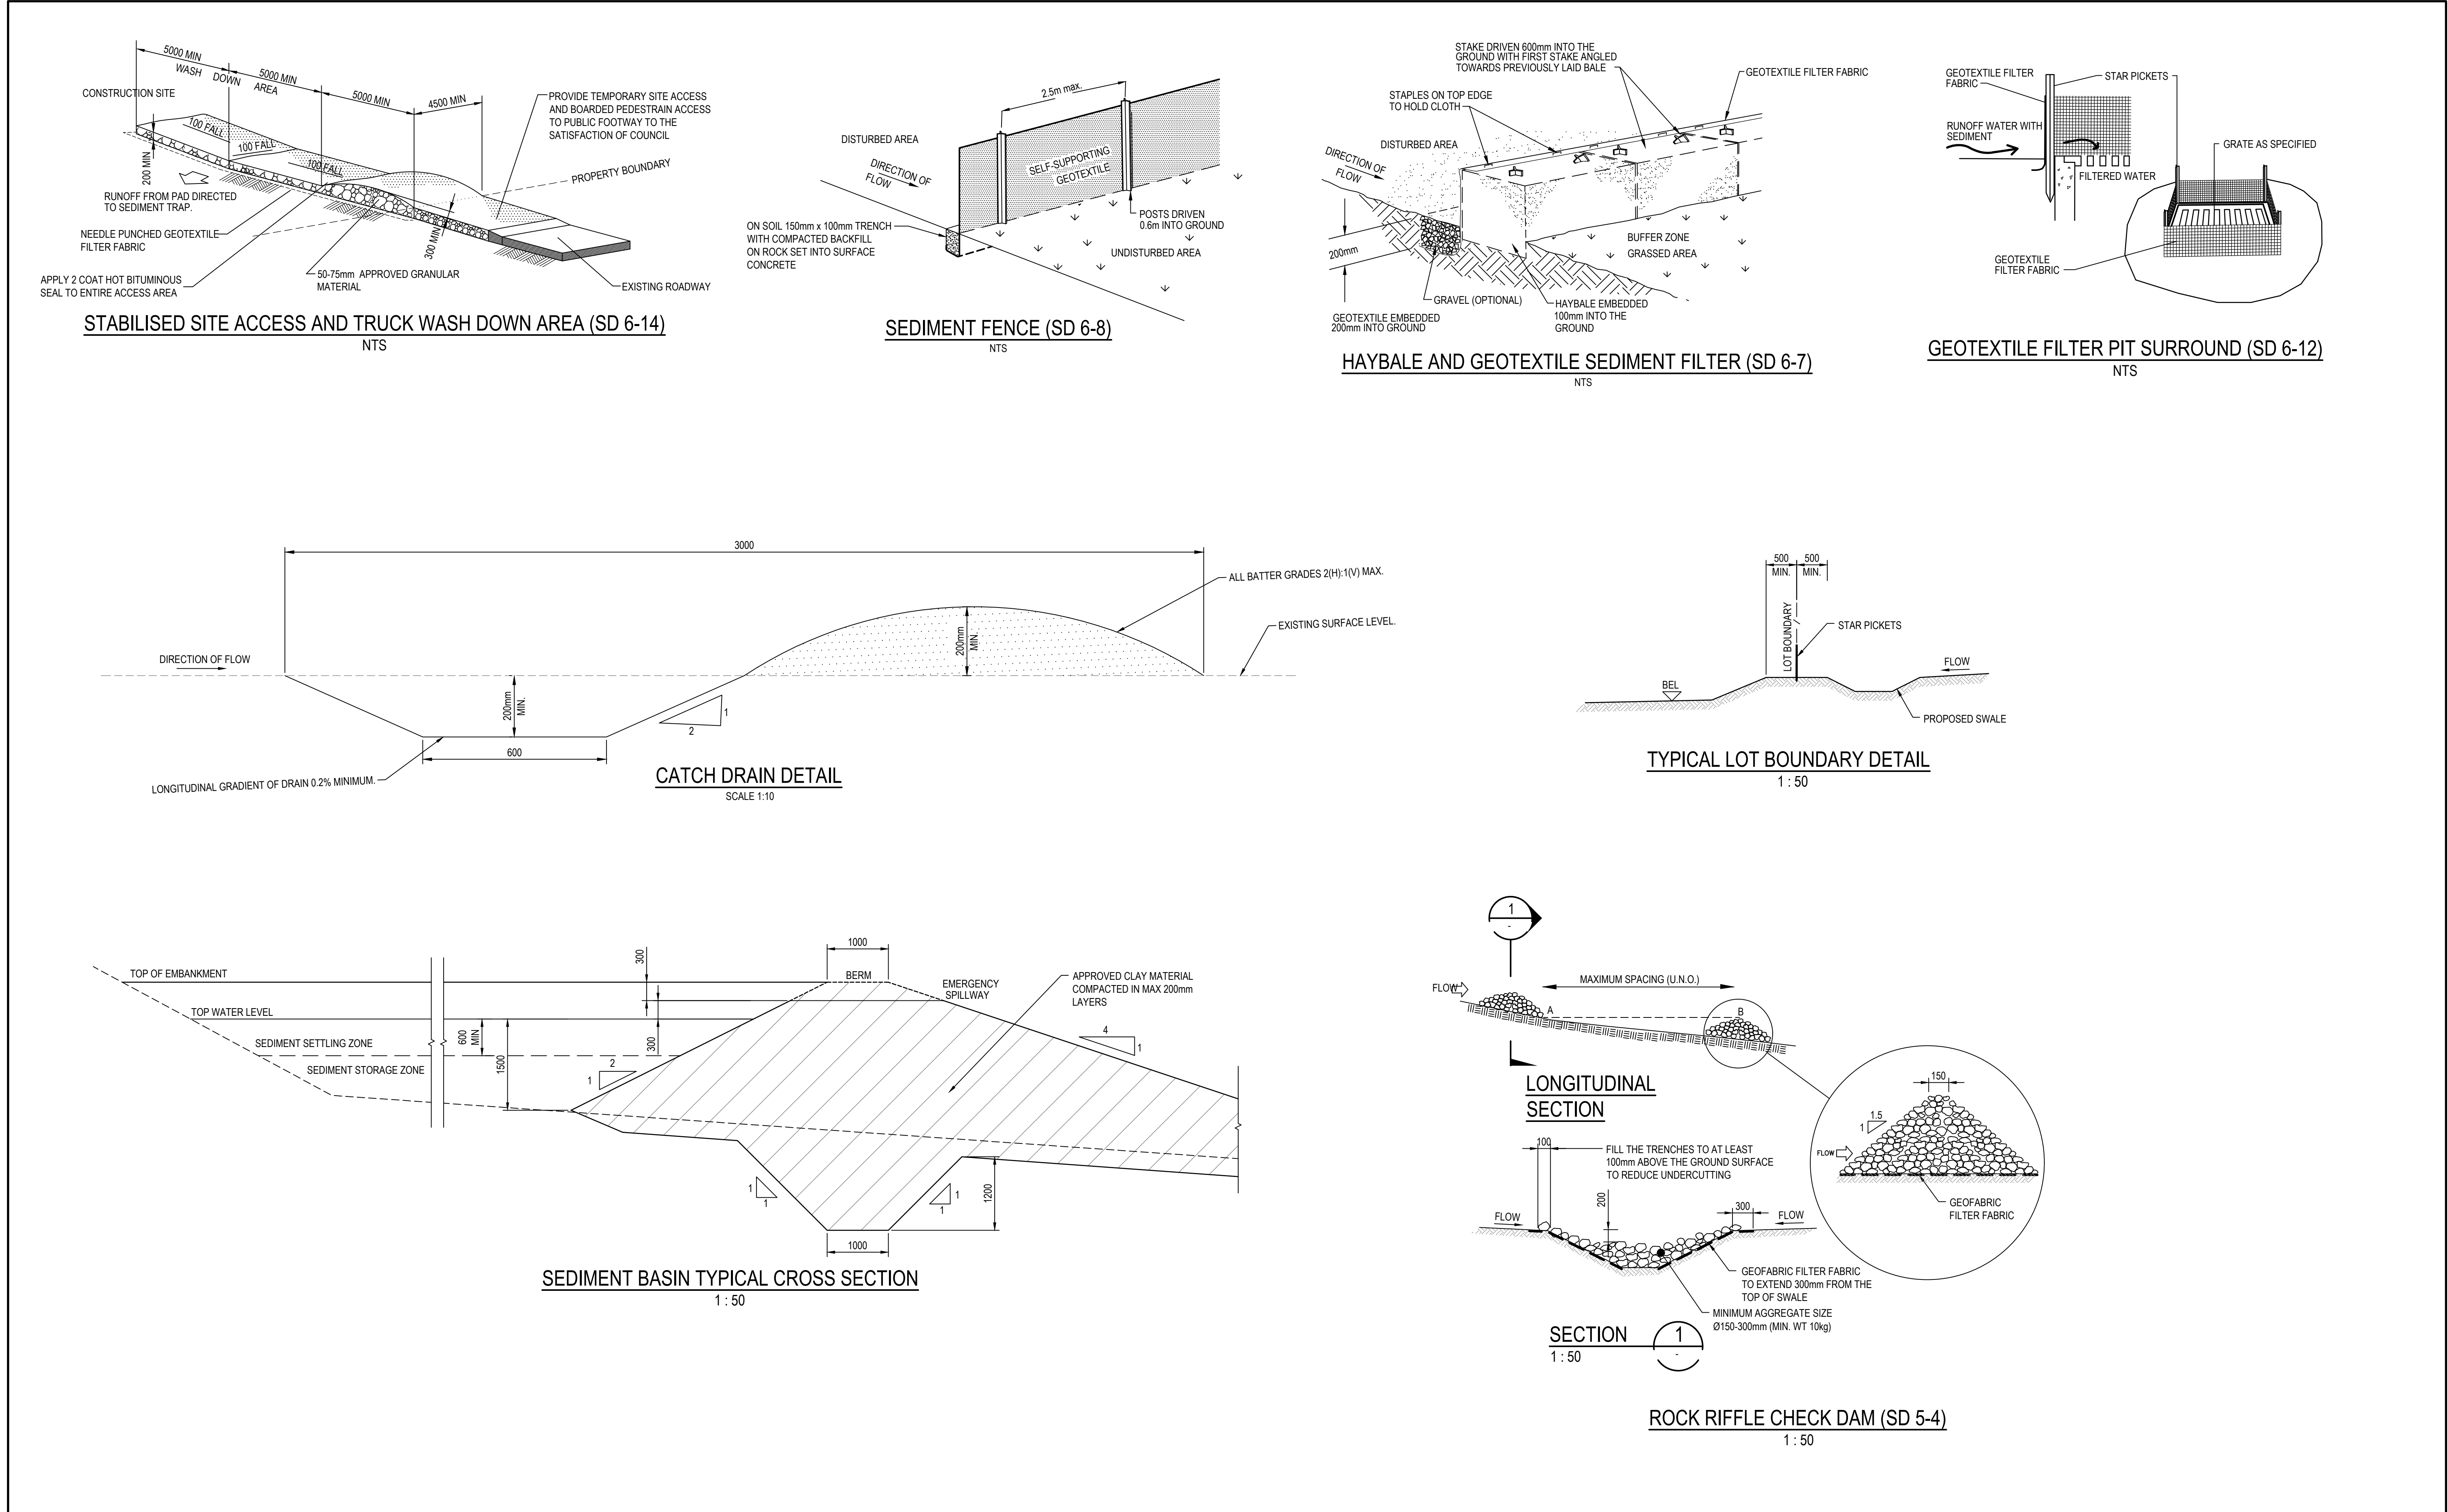 5000 MIN
WASH DOWN AREA
5000 MIN
5000 MIN
4500 MIN
CONSTRUCTION SITE
100 FALL
100 FALL
100 FALL
200 MIN
300 MIN
PROVIDE TEMPORARY SITE ACCESS
AND BOARDED PEDESTRAIN ACCESS
TO PUBLIC FOOTWAY TO THE
SATISFACTION OF COUNCIL
PROPERTY BOUNDARY
RUNOFF FROM PAD DIRECTED
TO SEDIMENT TRAP.
NEEDLE PUNCHED GEOTEXTILE
FILTER FABRIC
APPLY 2 COAT HOT BITUMINOUS
SEAL TO ENTIRE ACCESS AREA
50-75mm APPROVED GRANULAR
MATERIAL
EXISTING ROADWAY
STABILISED SITE ACCESS AND TRUCK WASH DOWN AREA (SD 6-14)
NTS
2.5m max.
DISTURBED AREA
DIRECTION OF
FLOW
SELF-SUPPORTING
GEOTEXTILE
ON SOIL 150mm x 100mm TRENCH
WITH COMPACTED BACKFILL
ON ROCK SET INTO SURFACE
CONCRETE
POSTS DRIVEN
0.6m INTO GROUND
UNDISTURBED AREA
SEDIMENT FENCE (SD 6-8)
NTS
STAKE DRIVEN 600mm INTO THE
GROUND WITH FIRST STAKE ANGLED
TOWARDS PREVIOUSLY LAID BALE
GEOTEXTILE FILTER FABRIC
STAPLES ON TOP EDGE
TO HOLD CLOTH
DISTURBED AREA
DIRECTION OF
FLOW
200mm
BUFFER ZONE
GRASSED AREA
GRAVEL (OPTIONAL)
GEOTEXTILE EMBEDDED
200mm INTO GROUND
HAYBALE EMBEDDED
100mm INTO THE
GROUND
HAYBALE AND GEOTEXTILE SEDIMENT FILTER (SD 6-7)
NTS
GEOTEXTILE FILTER
FABRIC
STAR PICKETS
RUNOFF WATER WITH
SEDIMENT
GRATE AS SPECIFIED
FILTERED WATER
GEOTEXTILE
FILTER FABRIC
GEOTEXTILE FILTER PIT SURROUND (SD 6-12)
NTS
3000
ALL BATTER GRADES 2(H):1(V) MAX.
EXISTING SURFACE LEVEL.
DIRECTION OF FLOW
200mm
MIN.
200mm
MIN.
1
2
600
LONGITUDINAL GRADIENT OF DRAIN 0.2% MINIMUM.
CATCH DRAIN DETAIL
SCALE 1:10
500
MIN.
500
MIN.
LOT BOUNDARY
STAR PICKETS
FLOW
BEL
PROPOSED SWALE
TYPICAL LOT BOUNDARY DETAIL
1 : 50
TOP OF EMBANKMENT
TOP WATER LEVEL
SEDIMENT SETTLING ZONE
SEDIMENT STORAGE ZONE
600
MIN
1500
300
300
1000
BERM
EMERGENCY
SPILLWAY
APPROVED CLAY MATERIAL
COMPACTED IN MAX 200mm
LAYERS
2
1
4
1
1
1
1
1
1200
1000
SEDIMENT BASIN TYPICAL CROSS SECTION
1 : 50
1
-
FLOW
MAXIMUM SPACING (U.N.O.)
A
B
LONGITUDINAL
SECTION
150
1.5
1
FLOW
GEOFABRIC
FILTER FABRIC
100
FILL THE TRENCHES TO AT LEAST
100mm ABOVE THE GROUND SURFACE
TO REDUCE UNDERCUTTING
200
300
FLOW
FLOW
GEOFABRIC FILTER FABRIC
TO EXTEND 300mm FROM THE
TOP OF SWALE
MINIMUM AGGREGATE SIZE
Ø150-300mm (MIN. WT 10kg)
SECTION
1
-
1 : 50
ROCK RIFFLE CHECK DAM (SD 5-4)
1 : 50